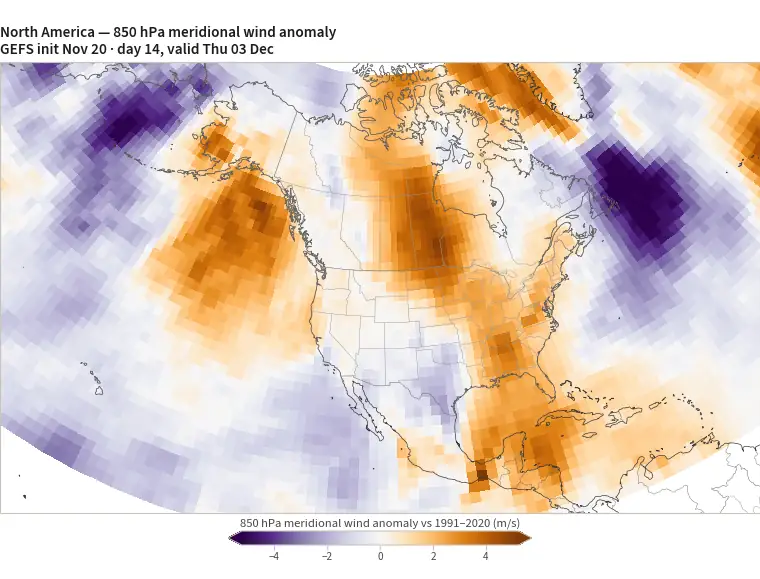 North America — 850 hPa meridional wind anomaly
GEFS init Nov 20 · day 14, valid Thu 03 Dec
850 hPa meridional wind anomaly vs 1991–2020 (m/s)
−4 −2 0 2 4